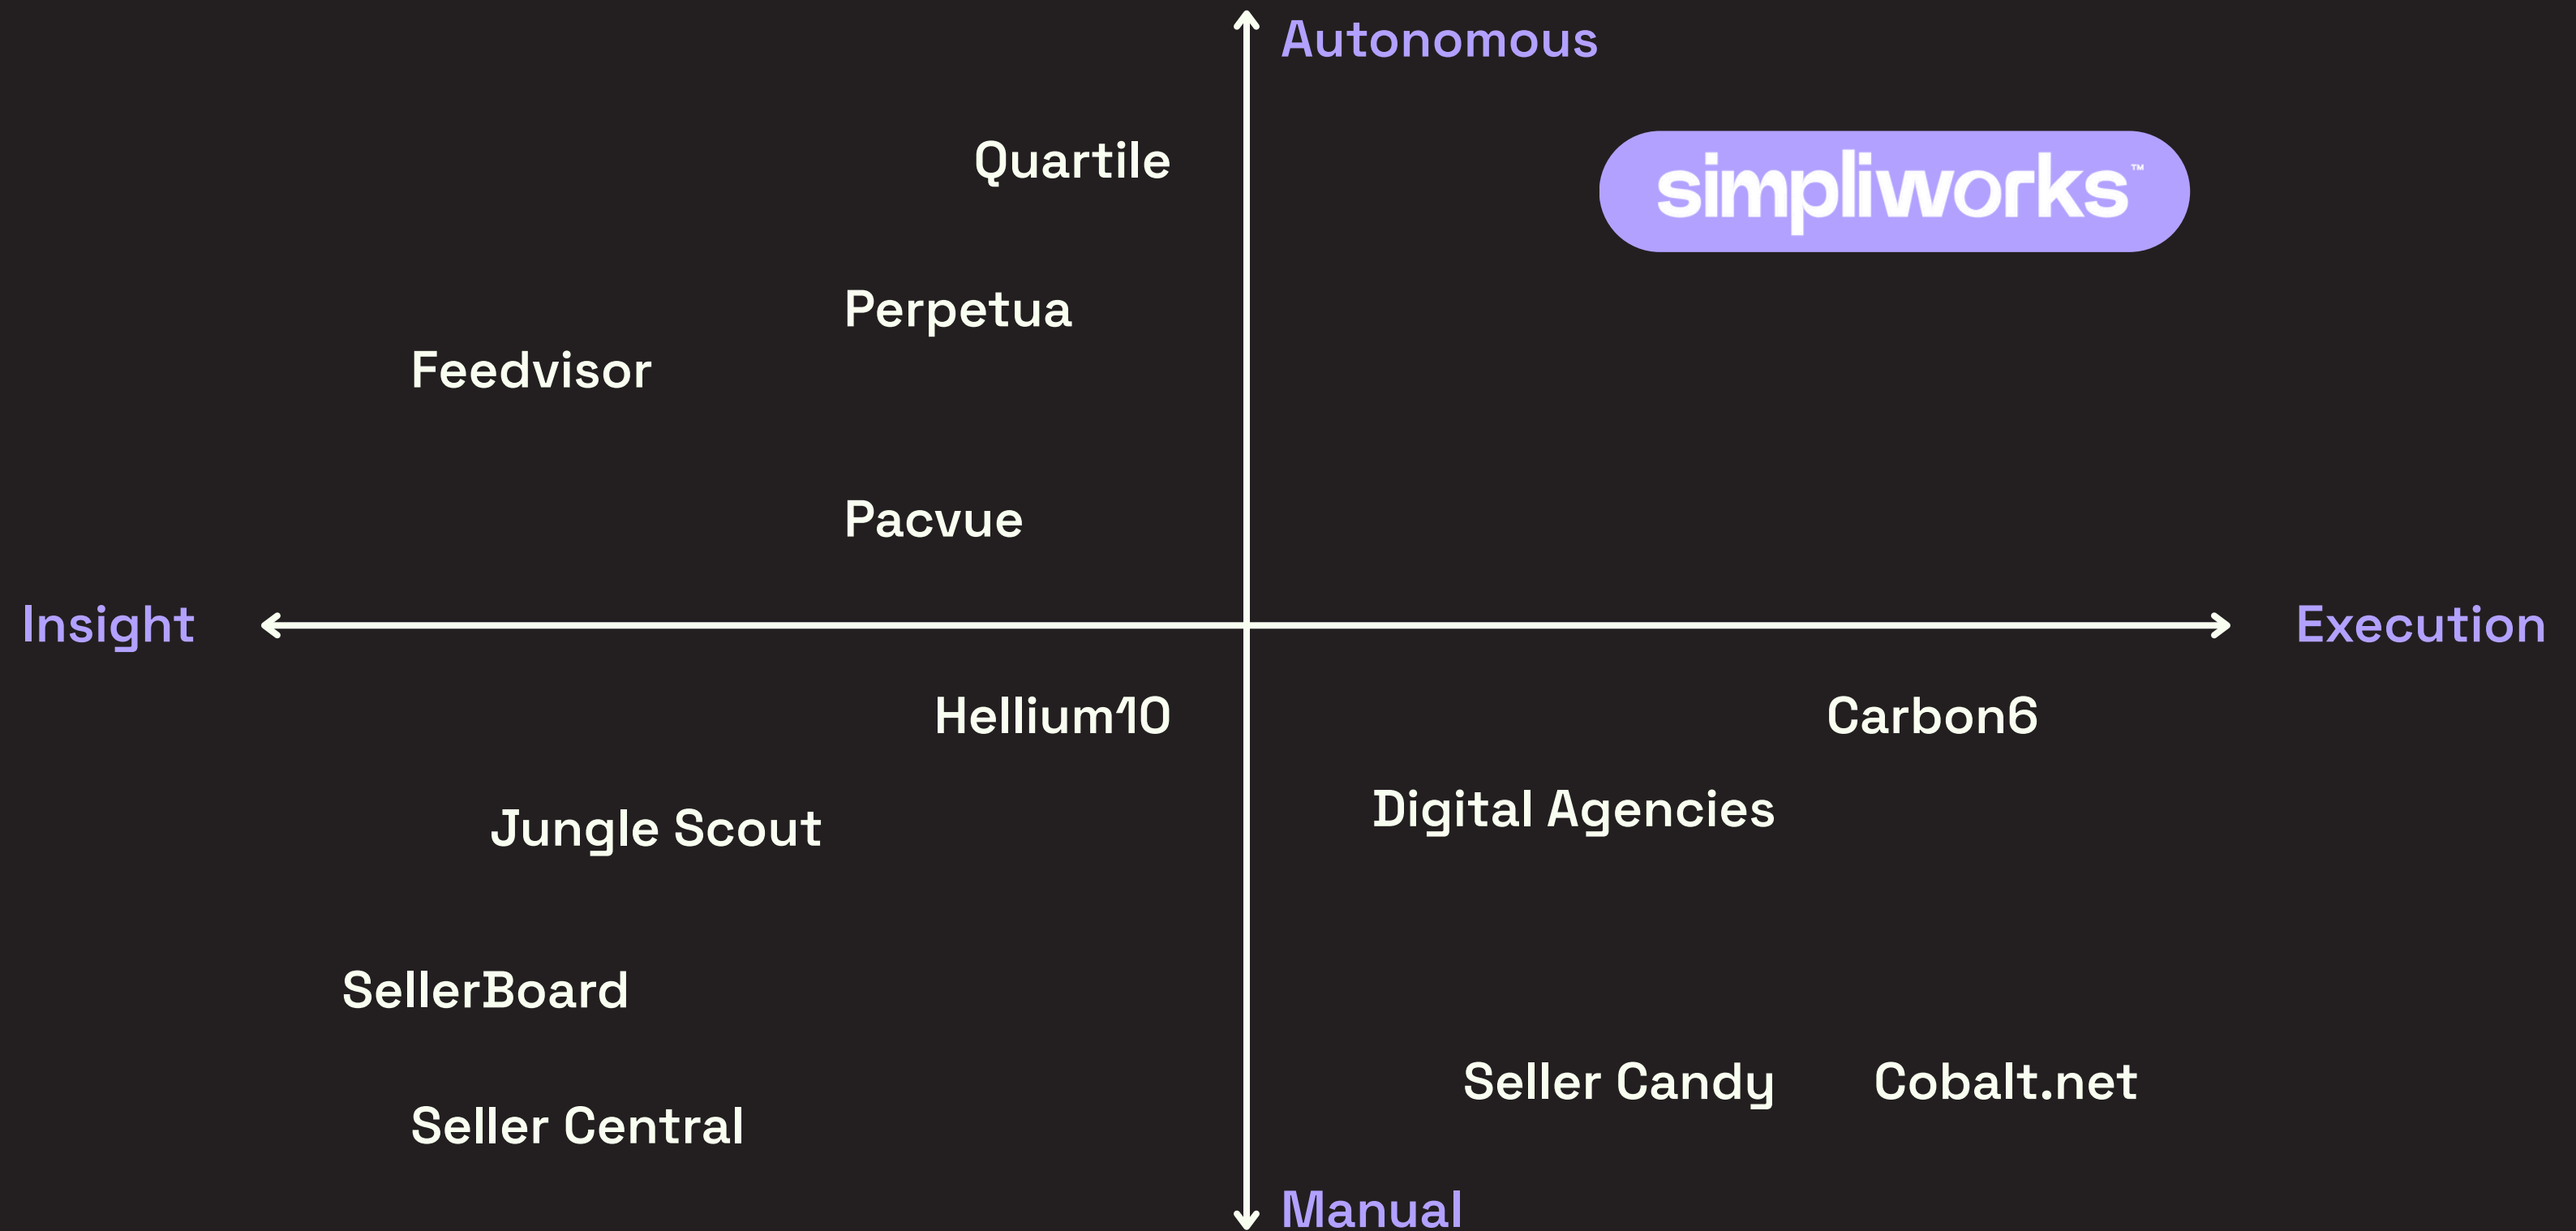 Autonomous
Quartile
simpliworks™
Perpetua
Feedvisor
Pacvue
Insight
Execution
Hellium10
Carbon6
Digital Agencies
Jungle Scout
SellerBoard
Seller Candy
Cobalt.net
Seller Central
Manual